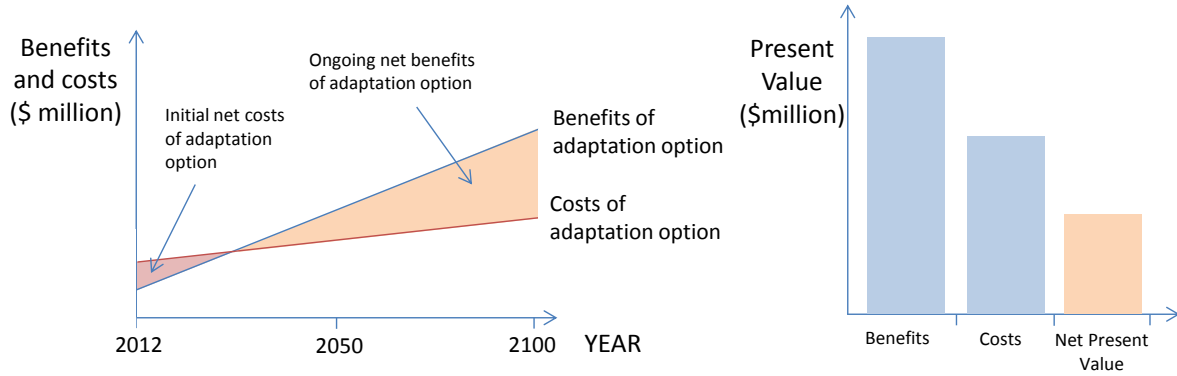 Benefits
and costs
($ million)
Initial net costs
of adaptation
option
Ongoing net benefits
of adaptation option
Benefits of
adaptation option
Costs of
adaptation option
2012
2050
2100
YEAR
Present
Value
($million)
Benefits
Costs
Net Present
Value